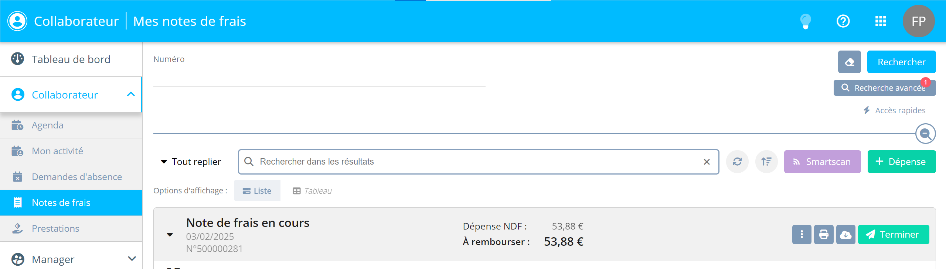 Collaborateur | Mes notes de frais
FP
Tableau de bord
Collaborateur
Agenda
Mon activité
Demandes d'absence
Notes de frais
Prestations
Manager
Numéro
Rechercher
Recherche avancée
1
Accès rapides
Tout replier
Rechercher dans les résultats
Smartscan
+ Dépense
Options d'affichage :
Liste
Tableau
Note de frais en cours
03/02/2025
N°500000281
Dépense NDF : 53,88 €
À rembourser : 53,88 €
Terminer